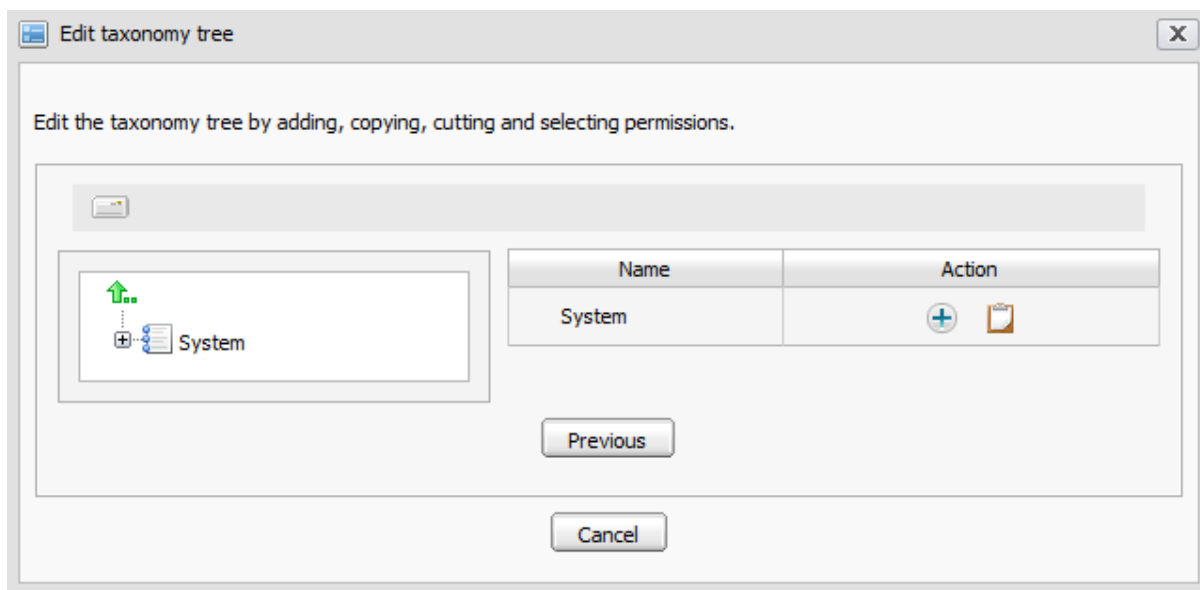 Edit taxonomy tree
Edit the taxonomy tree by adding, copying, cutting and selecting permissions.
Name Action
System
System
Previous
Cancel